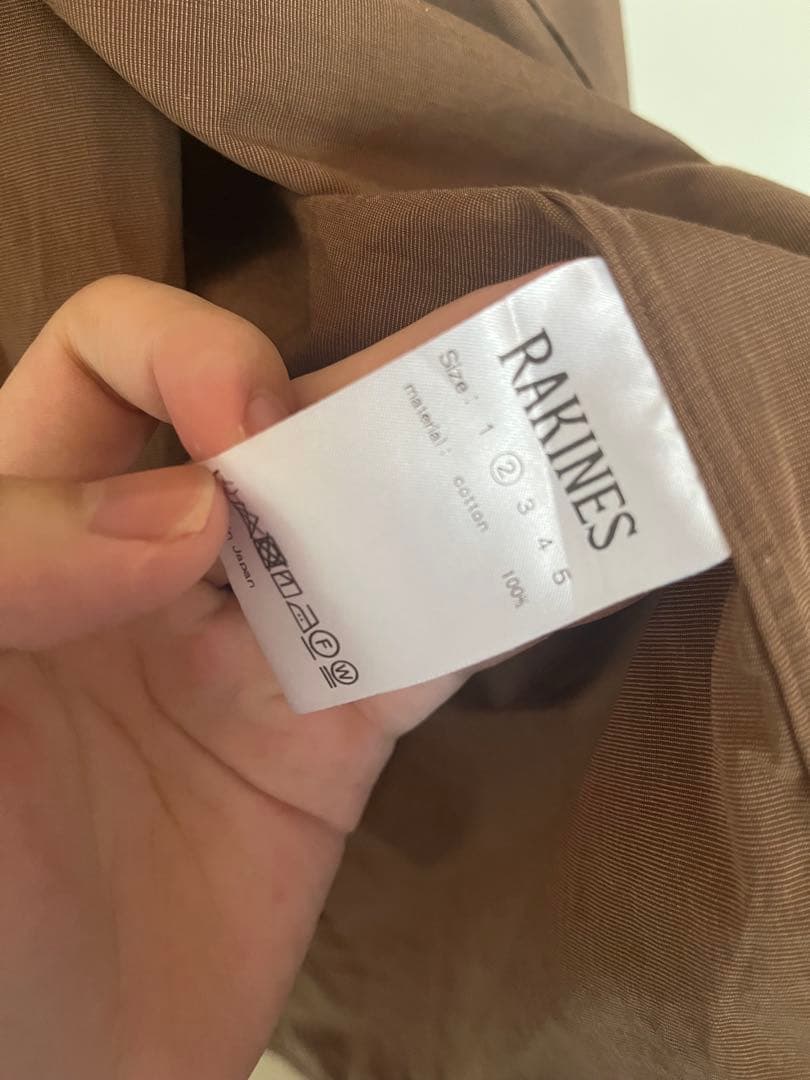 RAKINES
Size: 1 ② 3 4 5
material: cotton 100%
F W
Japan